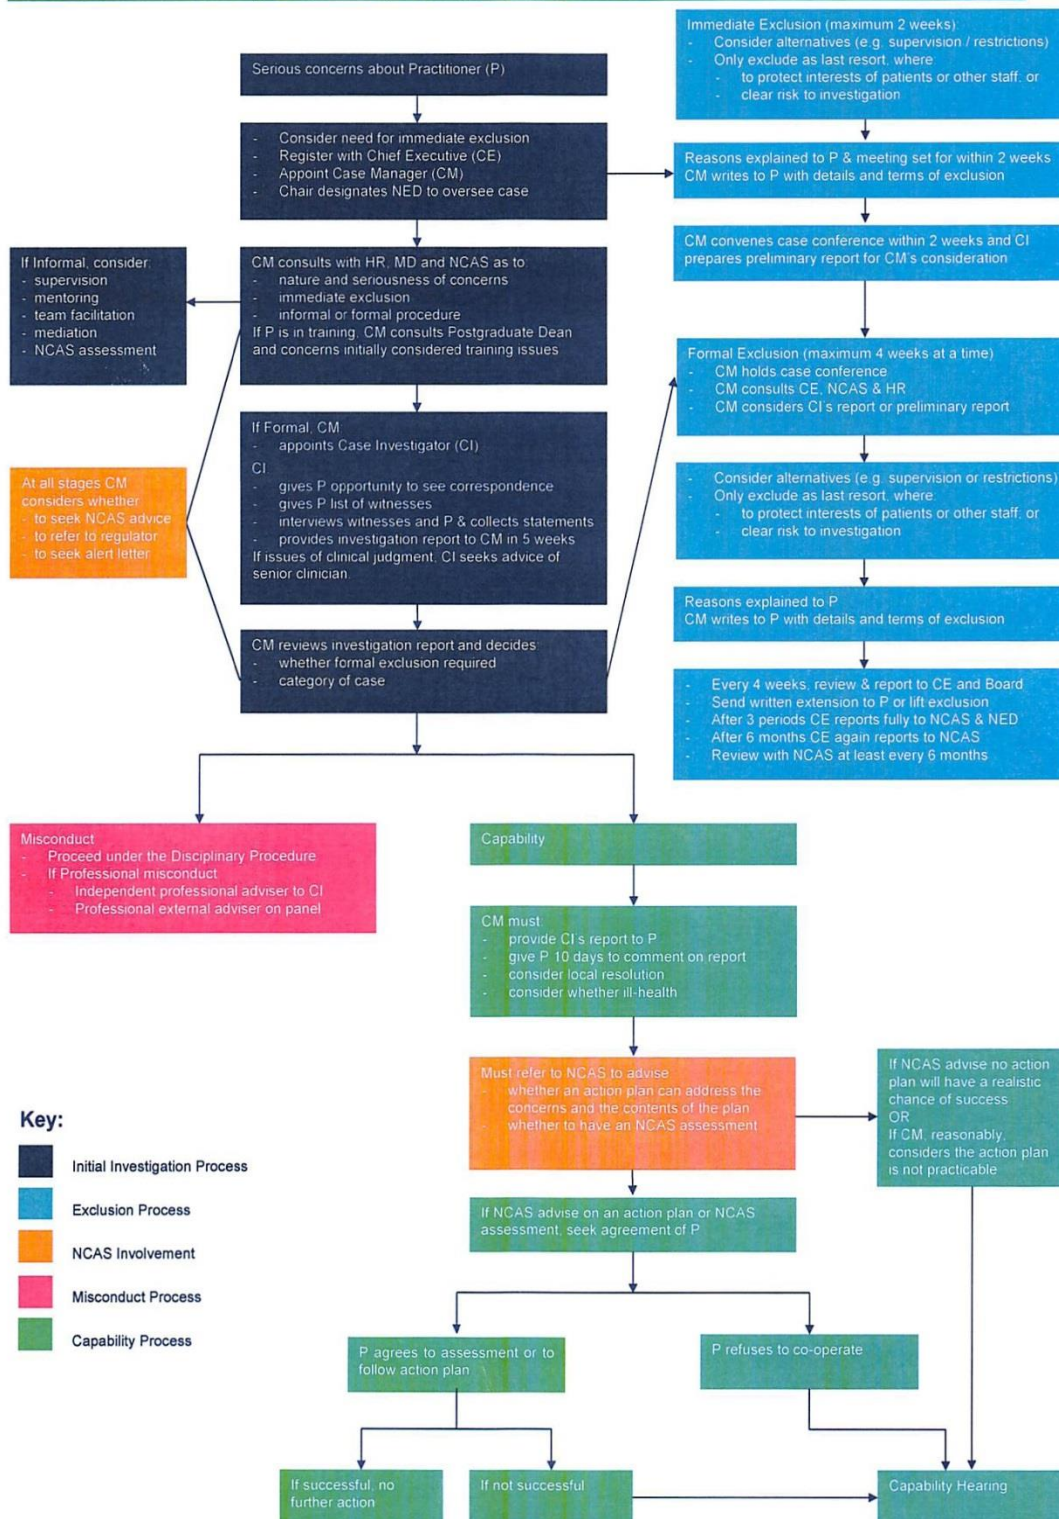 Serious concerns about Practitioner (P)
- Consider need for immediate exclusion
- Register with Chief Executive (CE)
- Appoint Case Manager (CM)
- Chair designates NED to oversee case
CM consults with HR, MD and NCAS as to:
- nature and seriousness of concerns
- immediate exclusion
- informal or formal procedure
If P is in training, CM consults Postgraduate Dean
and concerns initially considered training issues
If Informal, consider:
- supervision
- mentoring
- team facilitation
- mediation
- NCAS assessment
At all stages CM
considers whether
- to seek NCAS advice
- to refer to regulator
- to seek alert letter
If Formal, CM
- appoints Case Investigator (CI)
CI
- gives P opportunity to see correspondence
- gives P list of witnesses
- interviews witnesses and P & collects statements
- provides investigation report to CM in 5 weeks
If issues of clinical judgment, CI seeks advice of
senior clinician
CM reviews investigation report and decides:
- whether formal exclusion required
- category of case
Immediate Exclusion (maximum 2 weeks):
- Consider alternatives (e.g. supervision / restrictions)
- Only exclude as last resort, where
- to protect interests of patients or other staff, or
- clear risk to investigation
Reasons explained to P & meeting set for within 2 weeks
CM writes to P with details and terms of exclusion
CM convenes case conference within 2 weeks and CI
prepares preliminary report for CM's consideration
Formal Exclusion (maximum 4 weeks at a time)
- CM holds case conference
- CM consults CE, NCAS & HR
- CM considers CI's report or preliminary report
- Consider alternatives (e.g. supervision or restrictions)
- Only exclude as last resort, where:
- to protect interests of patients or other staff, or
- clear risk to investigation
Reasons explained to P
CM writes to P with details and terms of exclusion
- Every 4 weeks, review & report to CE and Board
- Send written extension to P or lift exclusion
- After 3 periods CE reports fully to NCAS & NED
- After 6 months CE again reports to NCAS
- Review with NCAS at least every 6 months
Misconduct
- Proceed under the Disciplinary Procedure
- If Professional misconduct
- Independent professional adviser to CI
- Professional external adviser on panel
Capability
CM must:
- provide CI's report to P
- give P 10 days to comment on report
- consider local resolution
- consider whether ill-health
Must refer to NCAS to advise
- whether an action plan can address the
concerns and the contents of the plan
- whether to have an NCAS assessment
If NCAS advise no action
plan will have a realistic
chance of success
OR
If CM, reasonably,
considers the action plan
is not practicable
If NCAS advise on an action plan or NCAS
assessment, seek agreement of P
P agrees to assessment or to
follow action plan
P refuses to co-operate
If successful, no
further action
If not successful
Capability Hearing
Key:
Initial Investigation Process
Exclusion Process
NCAS Involvement
Misconduct Process
Capability Process